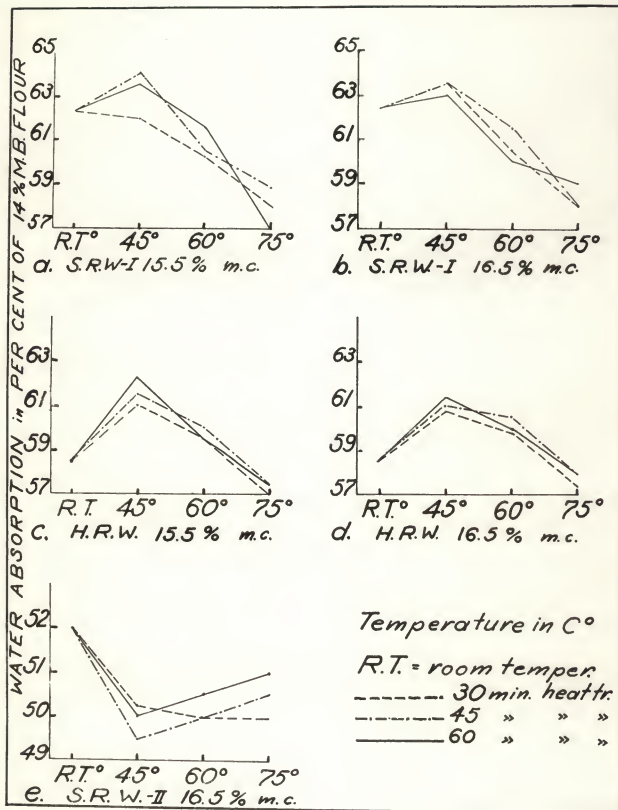 WATER ABSORPTION in PER CENT OF 14% M.B. FLOUR
65
63
61
59
57
R.T.° 45° 60° 75°
a. S.R.W-I 15.5% m.c.
65
63
61
59
57
R.T.° 45° 60° 75°
b. S.R.W.-I 16.5% m.c.
63
61
59
57
R.T. 45° 60° 75°
c. H.R.W. 15.5% m.c.
63
61
59
57
R.T.° 45° 60° 75°
d. H.R.W. 16.5% m.c.
52
51
50
49
R.T.° 45° 60° 75°
e. S.R.W.-II 16.5% m.c.
Temperature in C°
R.T. = room temper.
30 min. heat tr.
45 " " "
60 " " "